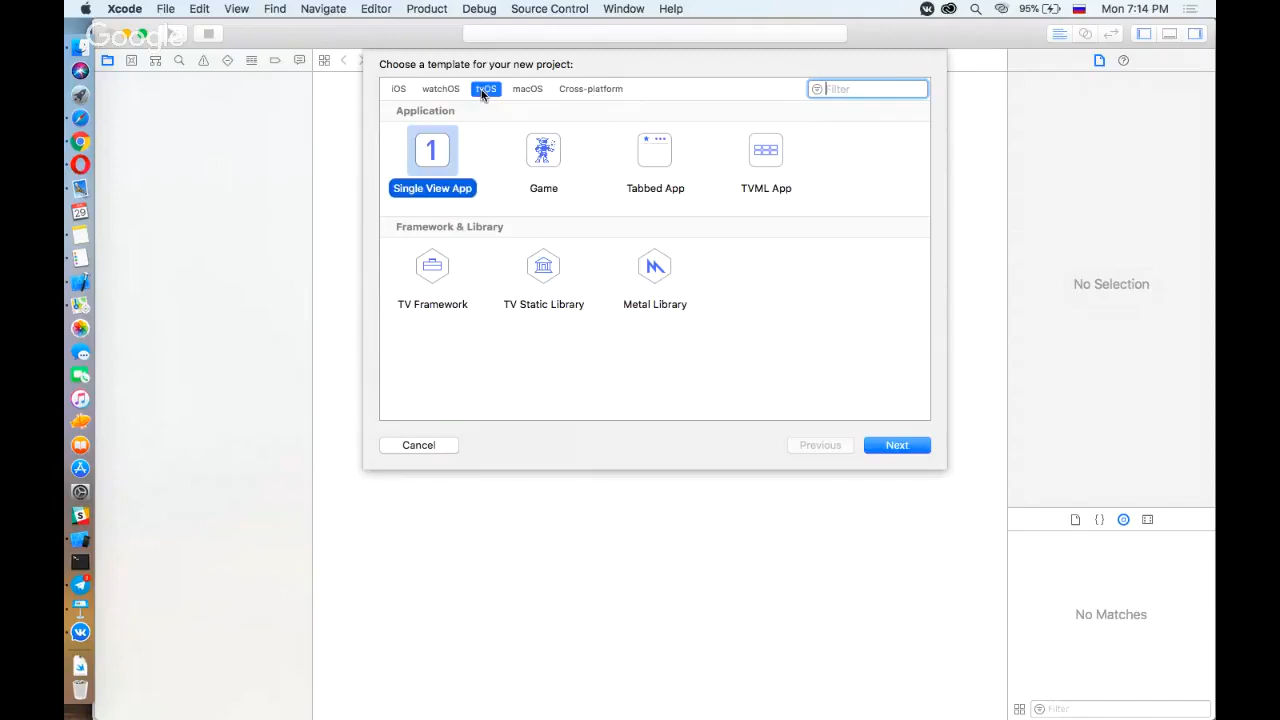 Xcode File Edit View Find Navigate Editor Product Debug Source Control Window Help 95% Mon 7:14 PM
Google
Choose a template for your new project:
iOS watchOS tvOS macOS Cross-platform Filter
Application
1
Single View App Game Tabbed App TVML App
Framework & Library
TV Framework TV Static Library Metal Library
Cancel Previous Next
No Selection
No Matches
Filter